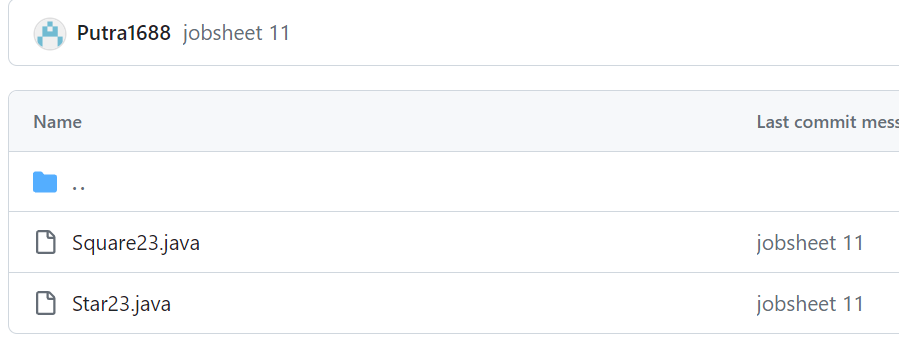 Putra1688 jobsheet 11
Name Last commit mess
..
Square23.java jobsheet 11
Star23.java jobsheet 11